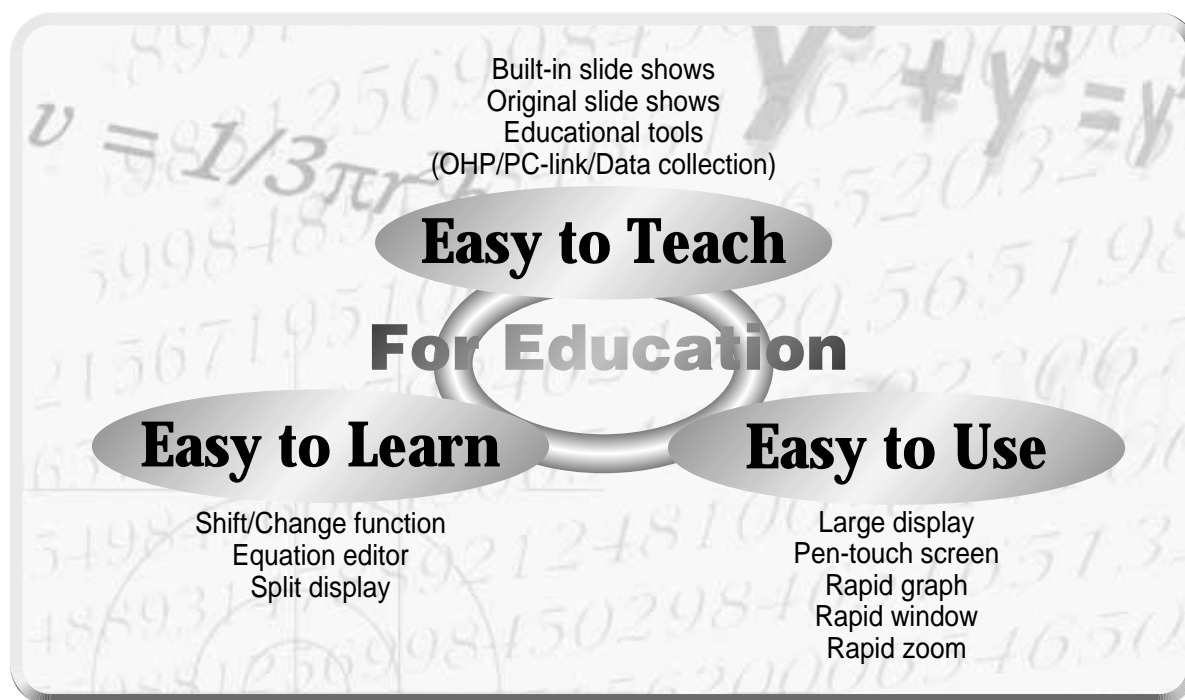 Built-in slide shows
Original slide shows
Educational tools
(OHP/PC-link/Data collection)
Easy to Teach
For Education
Easy to Learn
Shift/Change function
Equation editor
Split display
Easy to Use
Large display
Pen-touch screen
Rapid graph
Rapid window
Rapid zoom